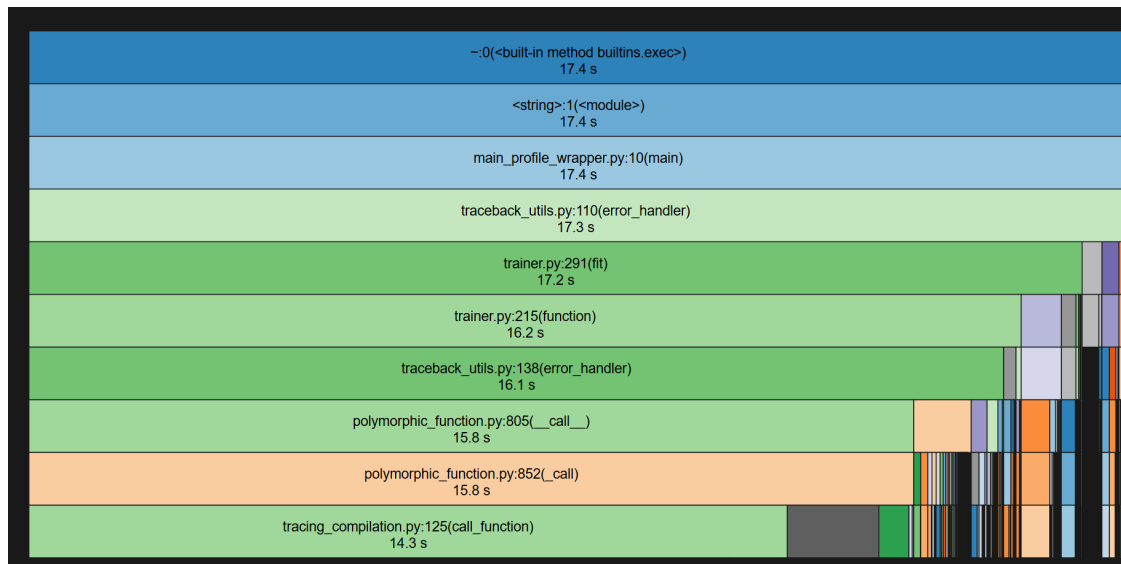 ~:0(<built-in method builtins.exec>)
17.4 s
<string>:1(<module>)
17.4 s
main_profile_wrapper.py:10(main)
17.4 s
traceback_utils.py:110(error_handler)
17.3 s
trainer.py:291(fit)
17.2 s
trainer.py:215(function)
16.2 s
traceback_utils.py:138(error_handler)
16.1 s
polymorphic_function.py:805(__call__)
15.8 s
polymorphic_function.py:852(_call)
15.8 s
tracing_compilation.py:125(call_function)
14.3 s